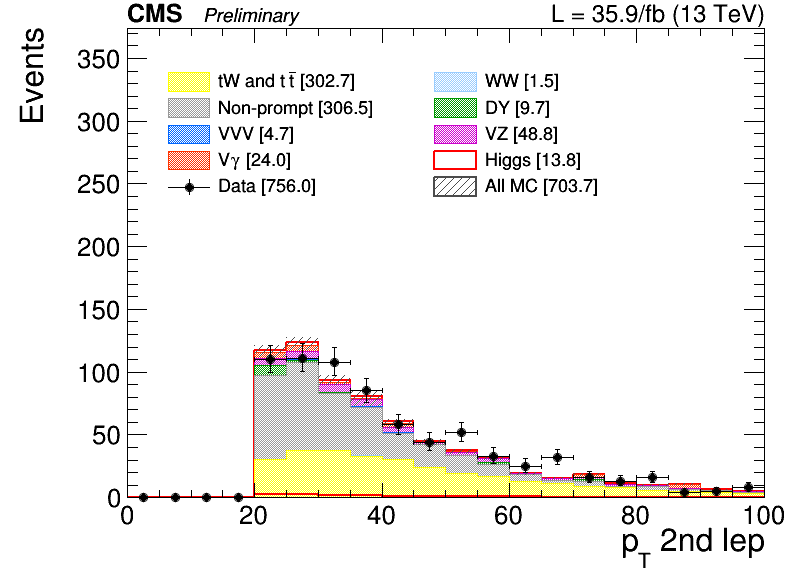 CMS Preliminary L = 35.9/fb (13 TeV)
Events
350
300
250
200
150
100
50
0
tW and tt̄ [302.7]
Non-prompt [306.5]
VVV [4.7]
Vγ [24.0]
Data [756.0]
WW [1.5]
DY [9.7]
VZ [48.8]
Higgs [13.8]
All MC [703.7]
0 20 40 60 80 100
p_T 2nd lep